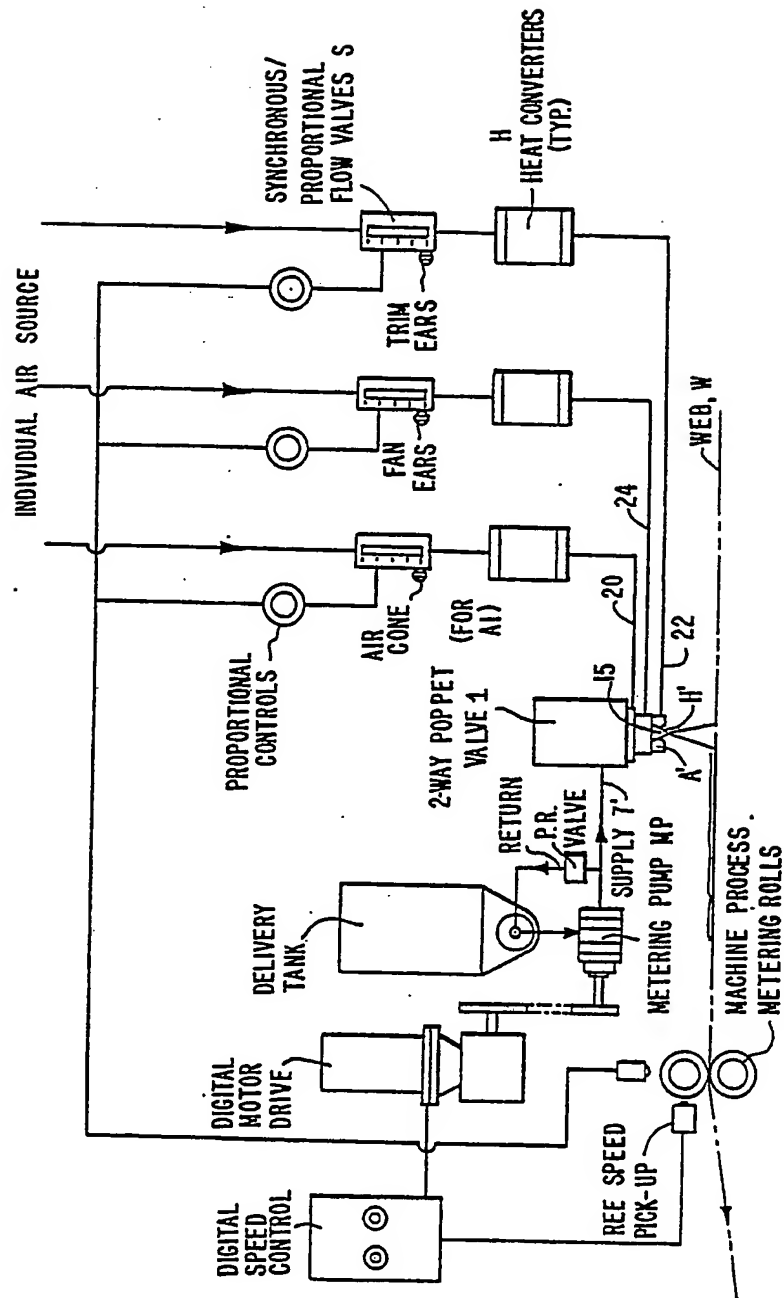 INDIVIDUAL AIR SOURCE
SYNCHRONOUS/
PROPORTIONAL
FLOW VALVES S
PROPORTIONAL
CONTROLS
AIR
CONE
(FOR
A1)
FAN
EARS
TRIM
EARS
H
HEAT CONVERTERS
(TYP.)
DIGITAL
SPEED
CONTROL
DIGITAL
MOTOR
DRIVE
DELIVERY
TANK
2-WAY POPPET
VALVE 1
RETURN
P.R.
VALVE
SUPPLY 7'
METERING PUMP MP
15
20
24
A'
H'
22
WEB, W
REE SPEED
PICK-UP
MACHINE PROCESS.
METERING ROLLS